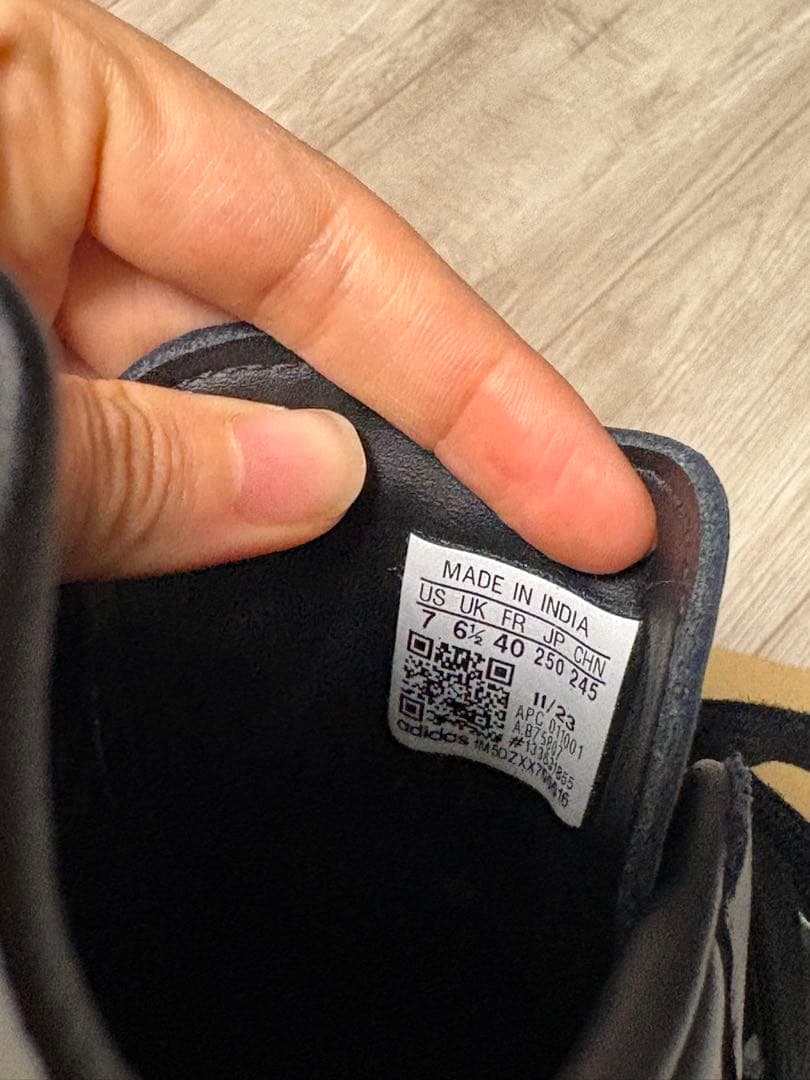 MADE IN INDIA
US UK FR JP CHN
7 6½ 40 250 245
11/23
APC 011001
#133631855
adidas